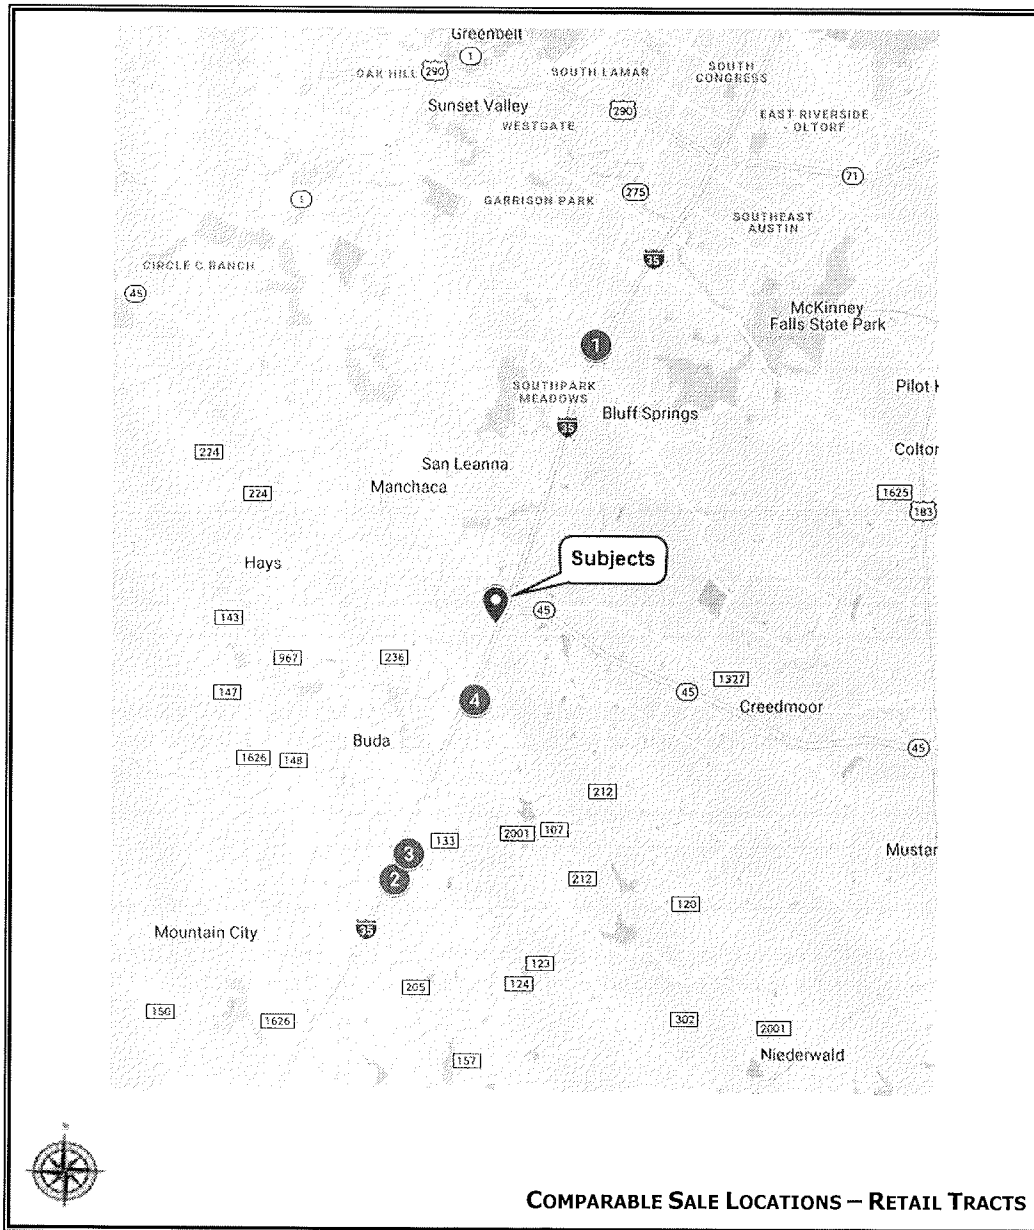 Greenbelt
1
OAK HILL
290
SOUTH LAMAR
SOUTH
CONGRESS
Sunset Valley
290
WESTGATE
EAST RIVERSIDE
- OLTORF
71
1
GARRISON PARK
275
SOUTHEAST
AUSTIN
35
CIRCLE C RANCH
45
McKinney
Falls State Park
1
SOUTHPARK
MEADOWS
Pilot
Bluff Springs
35
224
Coltor
San Leanna
Manchaca
224
1625
183
Hays
Subjects
45
143
967
236
147
1327
45
4
Creedmoor
Buda
45
1626
148
212
2001
107
133
Mustar
3
2
212
120
35
Mountain City
123
205
124
150
1626
302
2001
Niederwald
157
COMPARABLE SALE LOCATIONS – RETAIL TRACTS